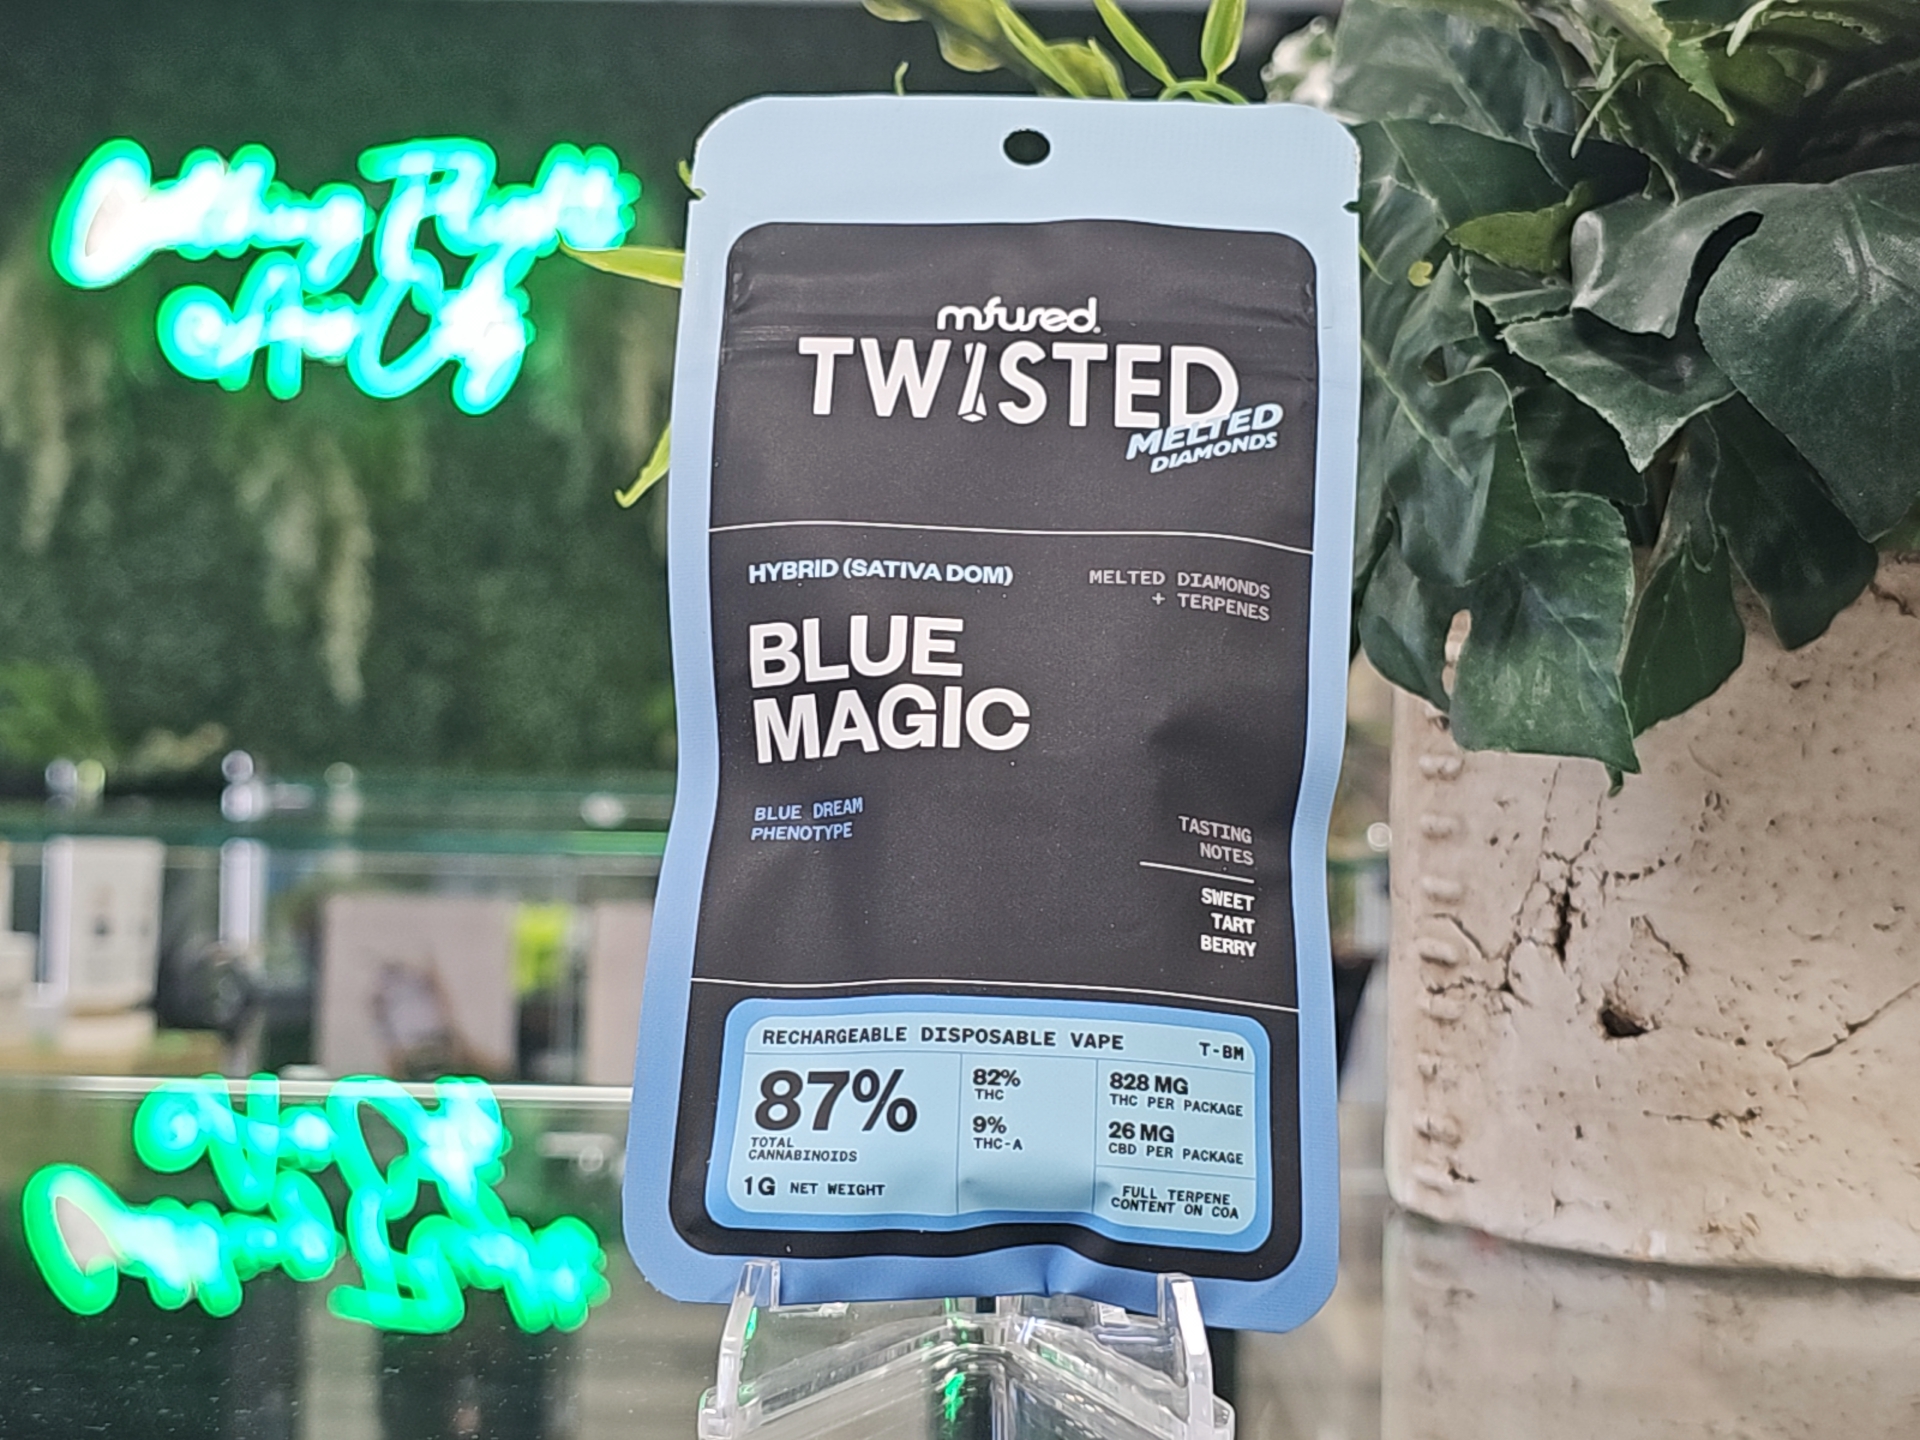 mfused.
TWISTED
MELTED
DIAMONDS
HYBRID (SATIVA DOM)
MELTED DIAMONDS
+ TERPENES
BLUE
MAGIC
BLUE DREAM
PHENOTYPE
TASTING
NOTES
SWEET
TART
BERRY
RECHARGEABLE DISPOSABLE VAPE
T-BM
87%
TOTAL
CANNABINOIDS
1G NET WEIGHT
82%
THC
9%
THC-A
828 MG
THC PER PACKAGE
26 MG
CBD PER PACKAGE
FULL TERPENE
CONTENT ON COA